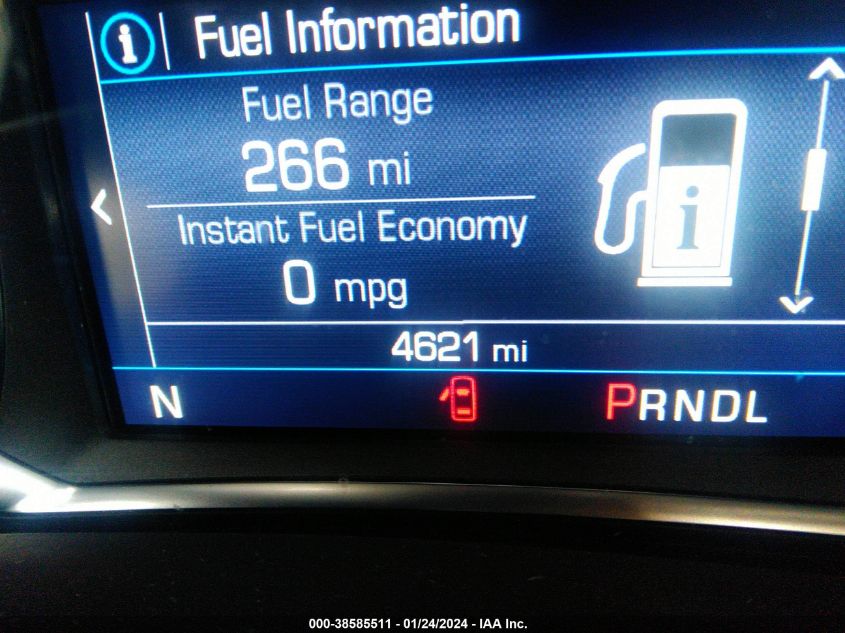 i Fuel Information
Fuel Range
266 mi
i
Instant Fuel Economy
0 mpg
4621 mi
N PRNDL
000-38585511 - 01/24/2024 - IAA Inc.